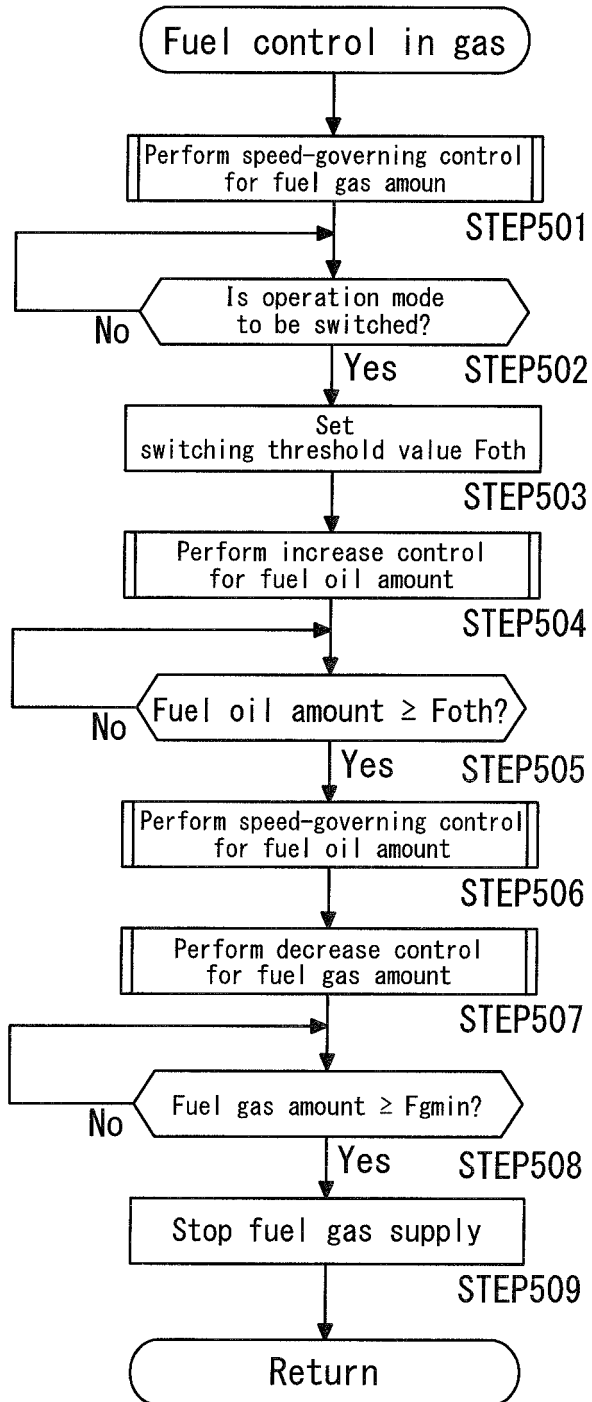 Fuel control in gas
Perform speed-governing control
for fuel gas amoun
STEP501
Is operation mode
to be switched?
No
Yes
STEP502
Set
switching threshold value Foth
STEP503
Perform increase control
for fuel oil amount
STEP504
Fuel oil amount ≥ Foth?
No
Yes
STEP505
Perform speed-governing control
for fuel oil amount
STEP506
Perform decrease control
for fuel gas amount
STEP507
Fuel gas amount ≥ Fgmin?
No
Yes
STEP508
Stop fuel gas supply
STEP509
Return